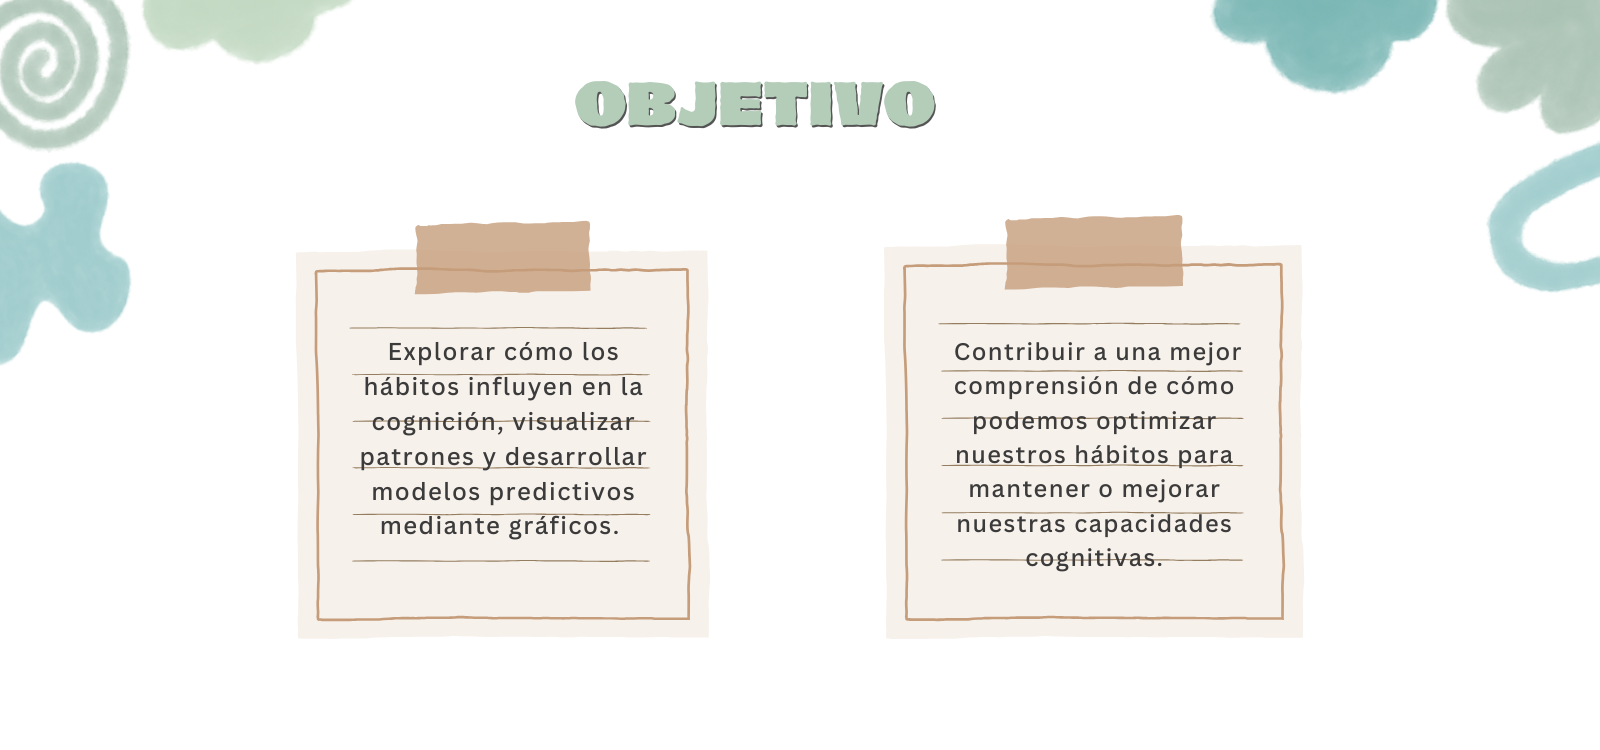 OBJETIVO
Explorar cómo los
hábitos influyen en la
cognición, visualizar
patrones y desarrollar
modelos predictivos
mediante gráficos.
Contribuir a una mejor
comprensión de cómo
podemos optimizar
nuestros hábitos para
mantener o mejorar
nuestras capacidades
cognitivas.